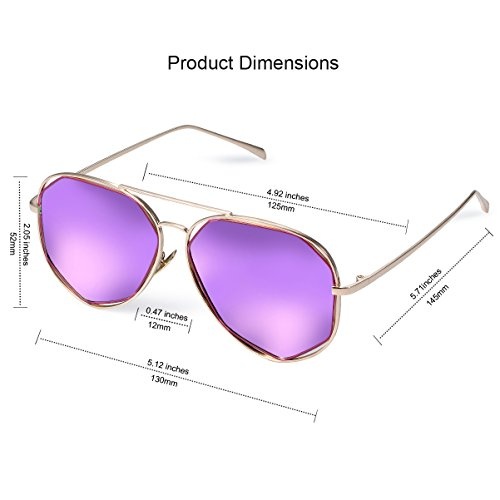 Product Dimensions
4.92 inches
125mm
2.05 inches
52mm
0.47 inches
12mm
5.71inches
145mm
5.12 inches
130mm